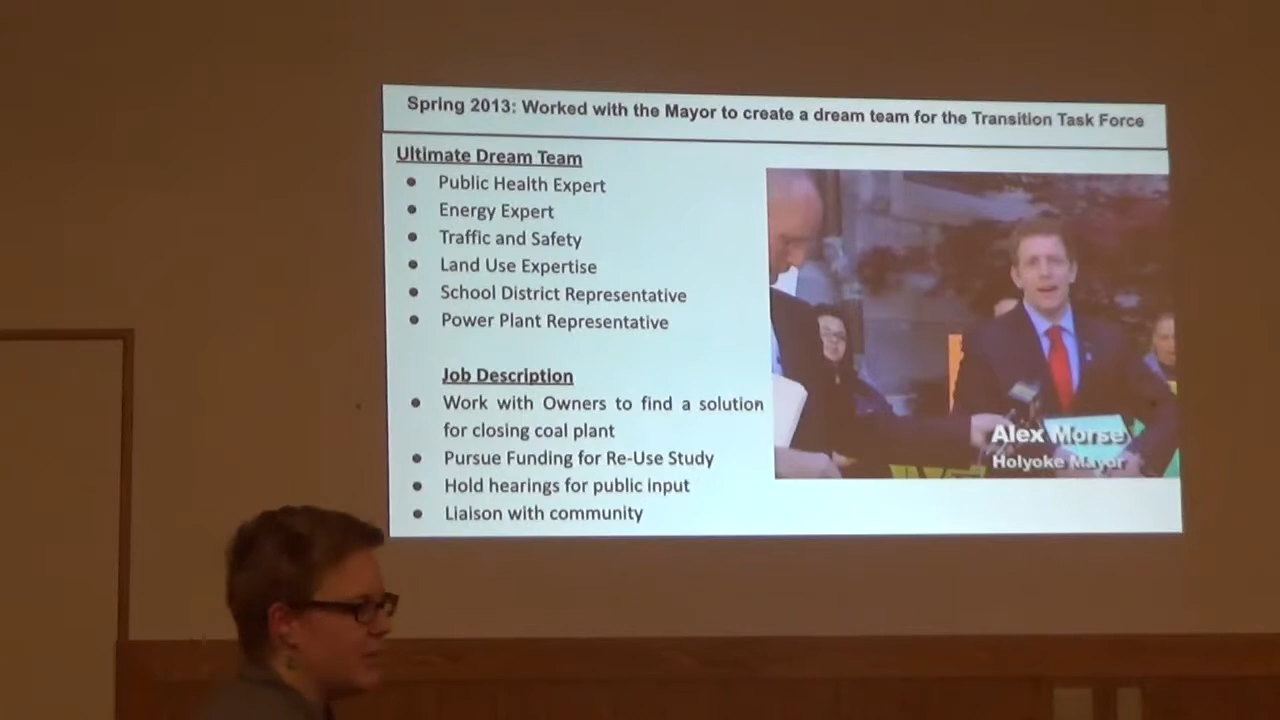 Spring 2013: Worked with the Mayor to create a dream team for the Transition Task Force
Ultimate Dream Team
● Public Health Expert
● Energy Expert
● Traffic and Safety
● Land Use Expertise
● School District Representative
● Power Plant Representative
Job Description
● Work with Owners to find a solution
for closing coal plant
● Pursue Funding for Re-Use Study
● Hold hearings for public input
● Liaison with community
Alex Morse
Holyoke Mayor